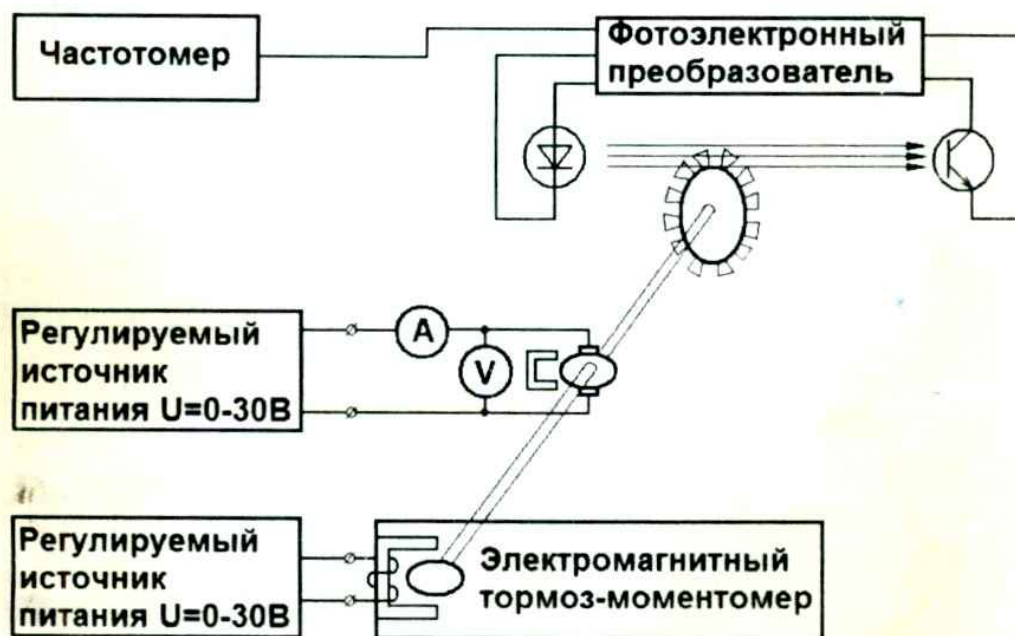 Частотомер
Фотоэлектронный
преобразователь
Регулируемый
источник
питания U=0-30В
A
V
Регулируемый
источник
питания U=0-30В
Электромагнитный
тормоз-моментомер